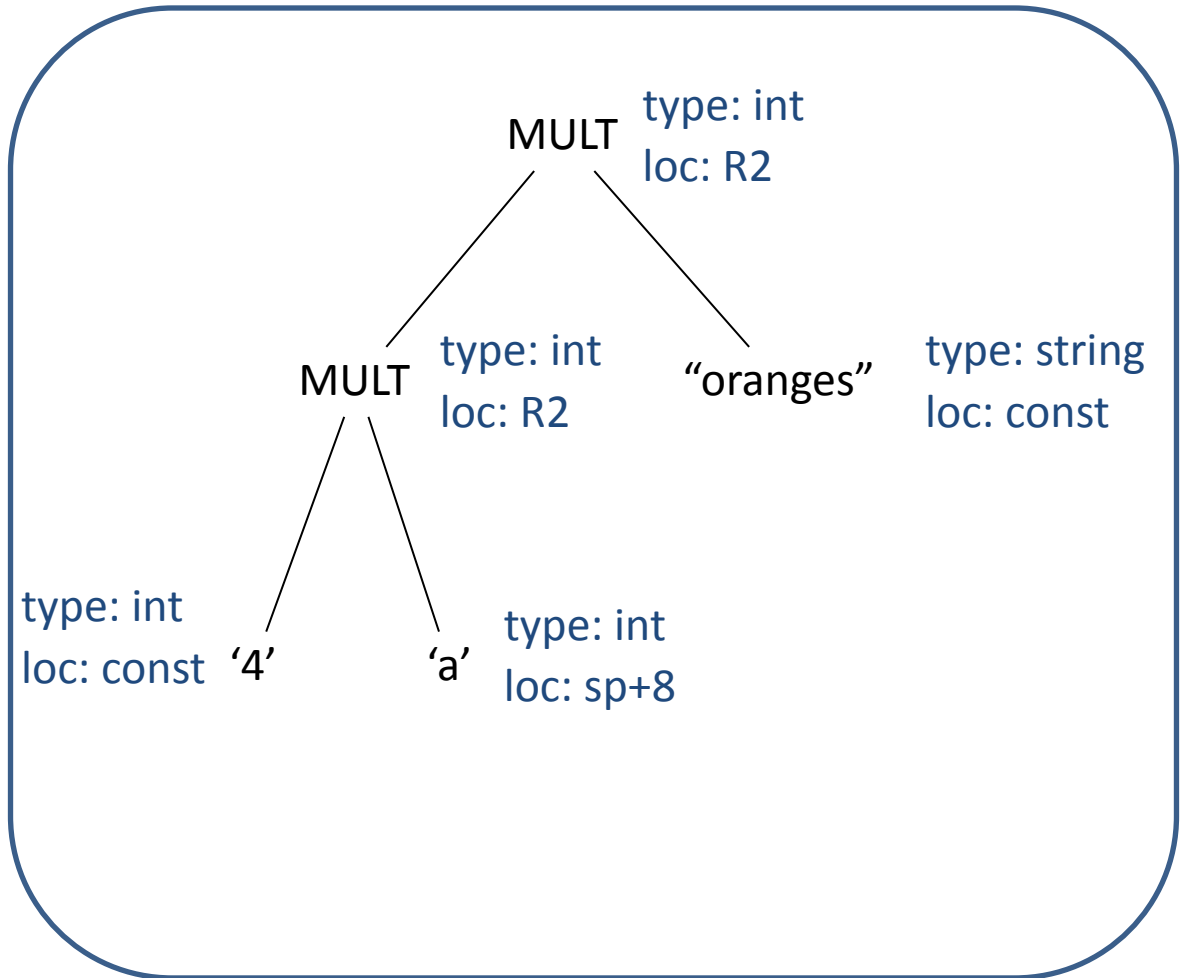 MULT
type: int
loc: R2
MULT
type: int
loc: R2
“oranges”
type: string
loc: const
type: int
loc: const
‘4’
‘a’
type: int
loc: sp+8